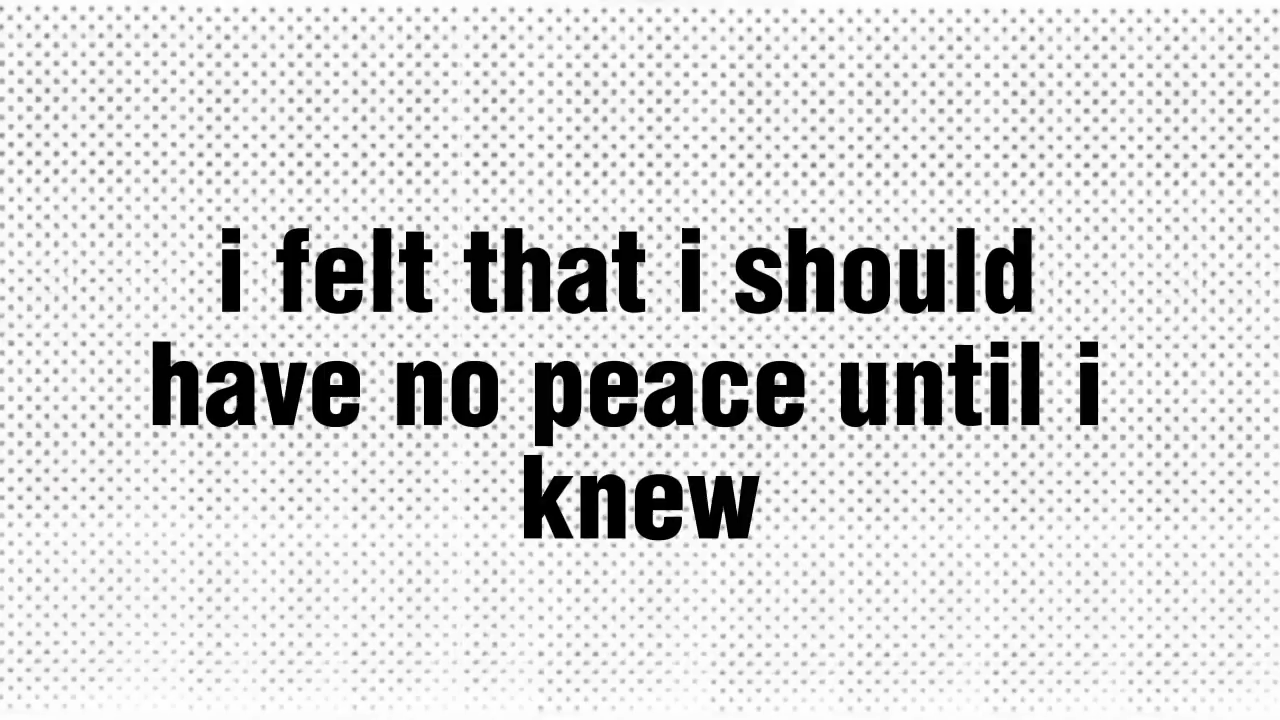 i felt that i should
have no peace until i
knew